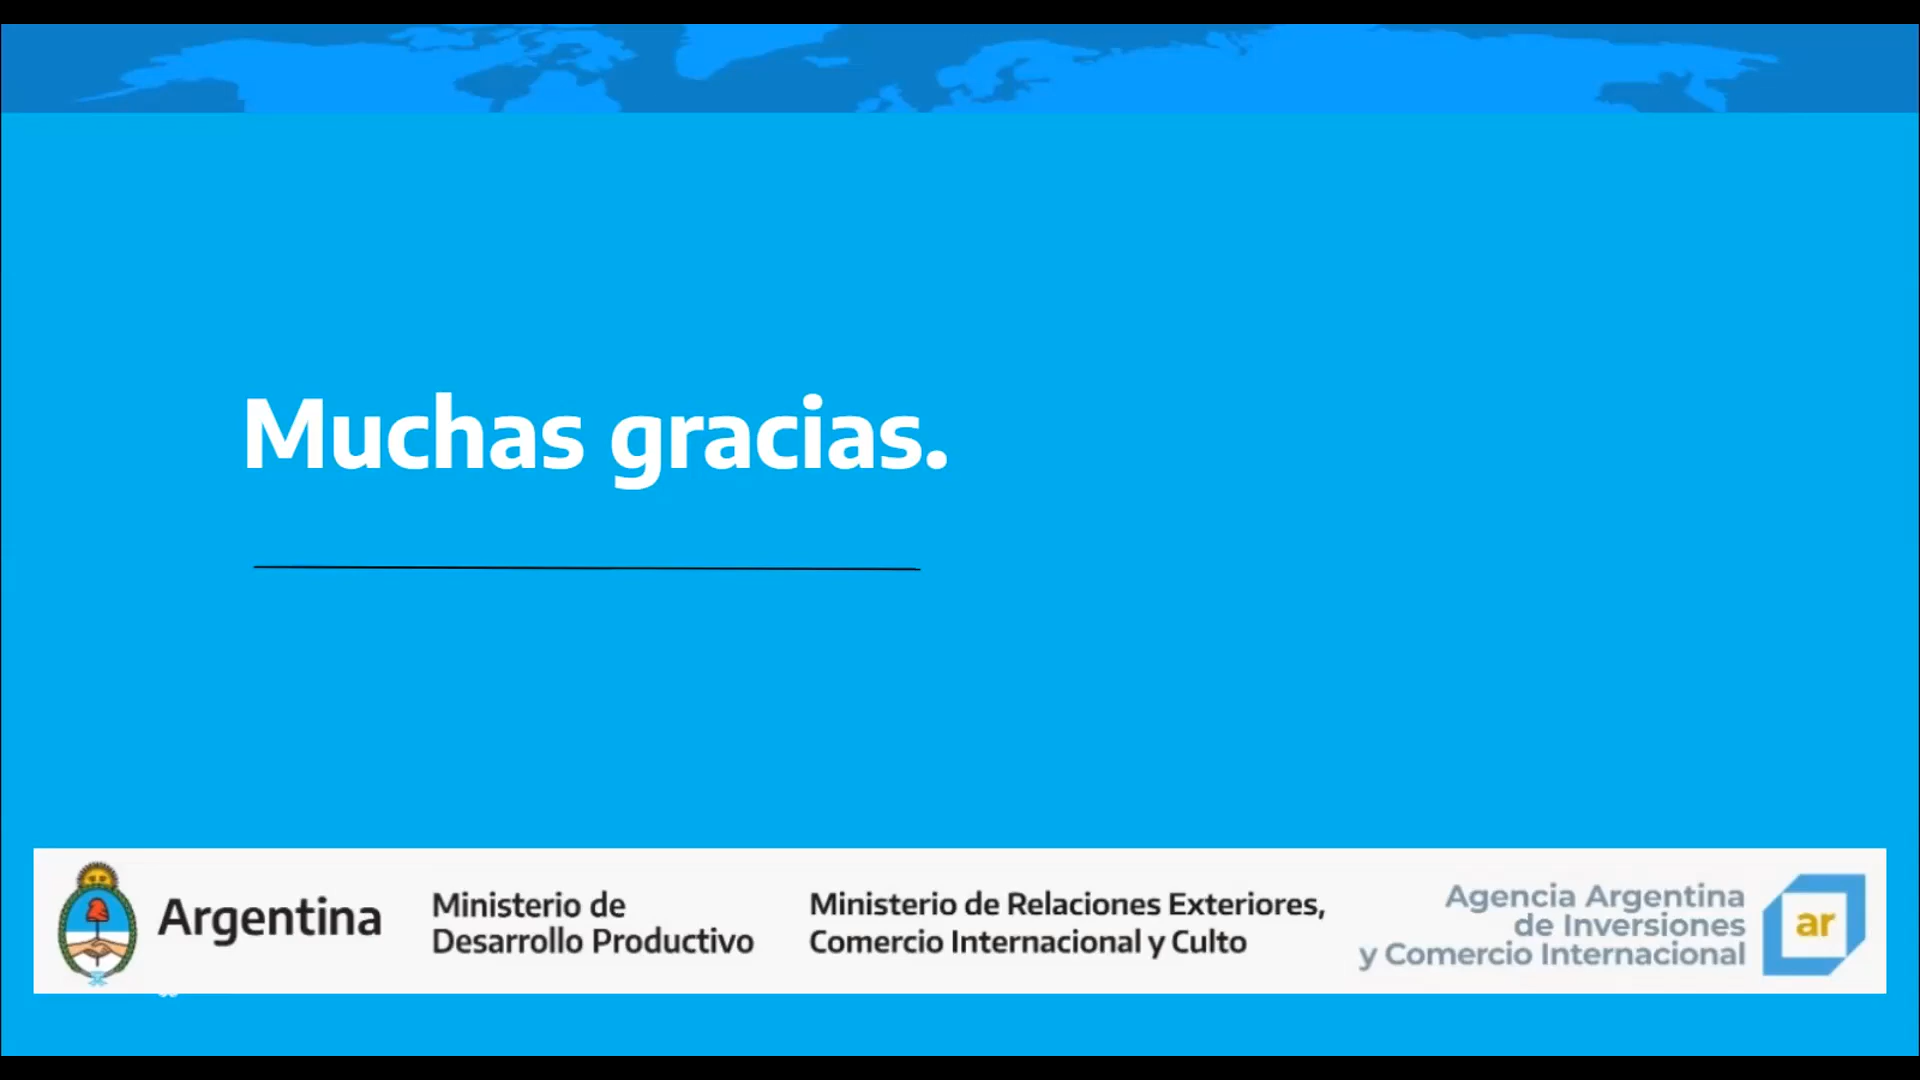 Muchas gracias.
Argentina
Ministerio de
Desarrollo Productivo
Ministerio de Relaciones Exteriores,
Comercio Internacional y Culto
Agencia Argentina
de Inversiones
y Comercio Internacional
ar